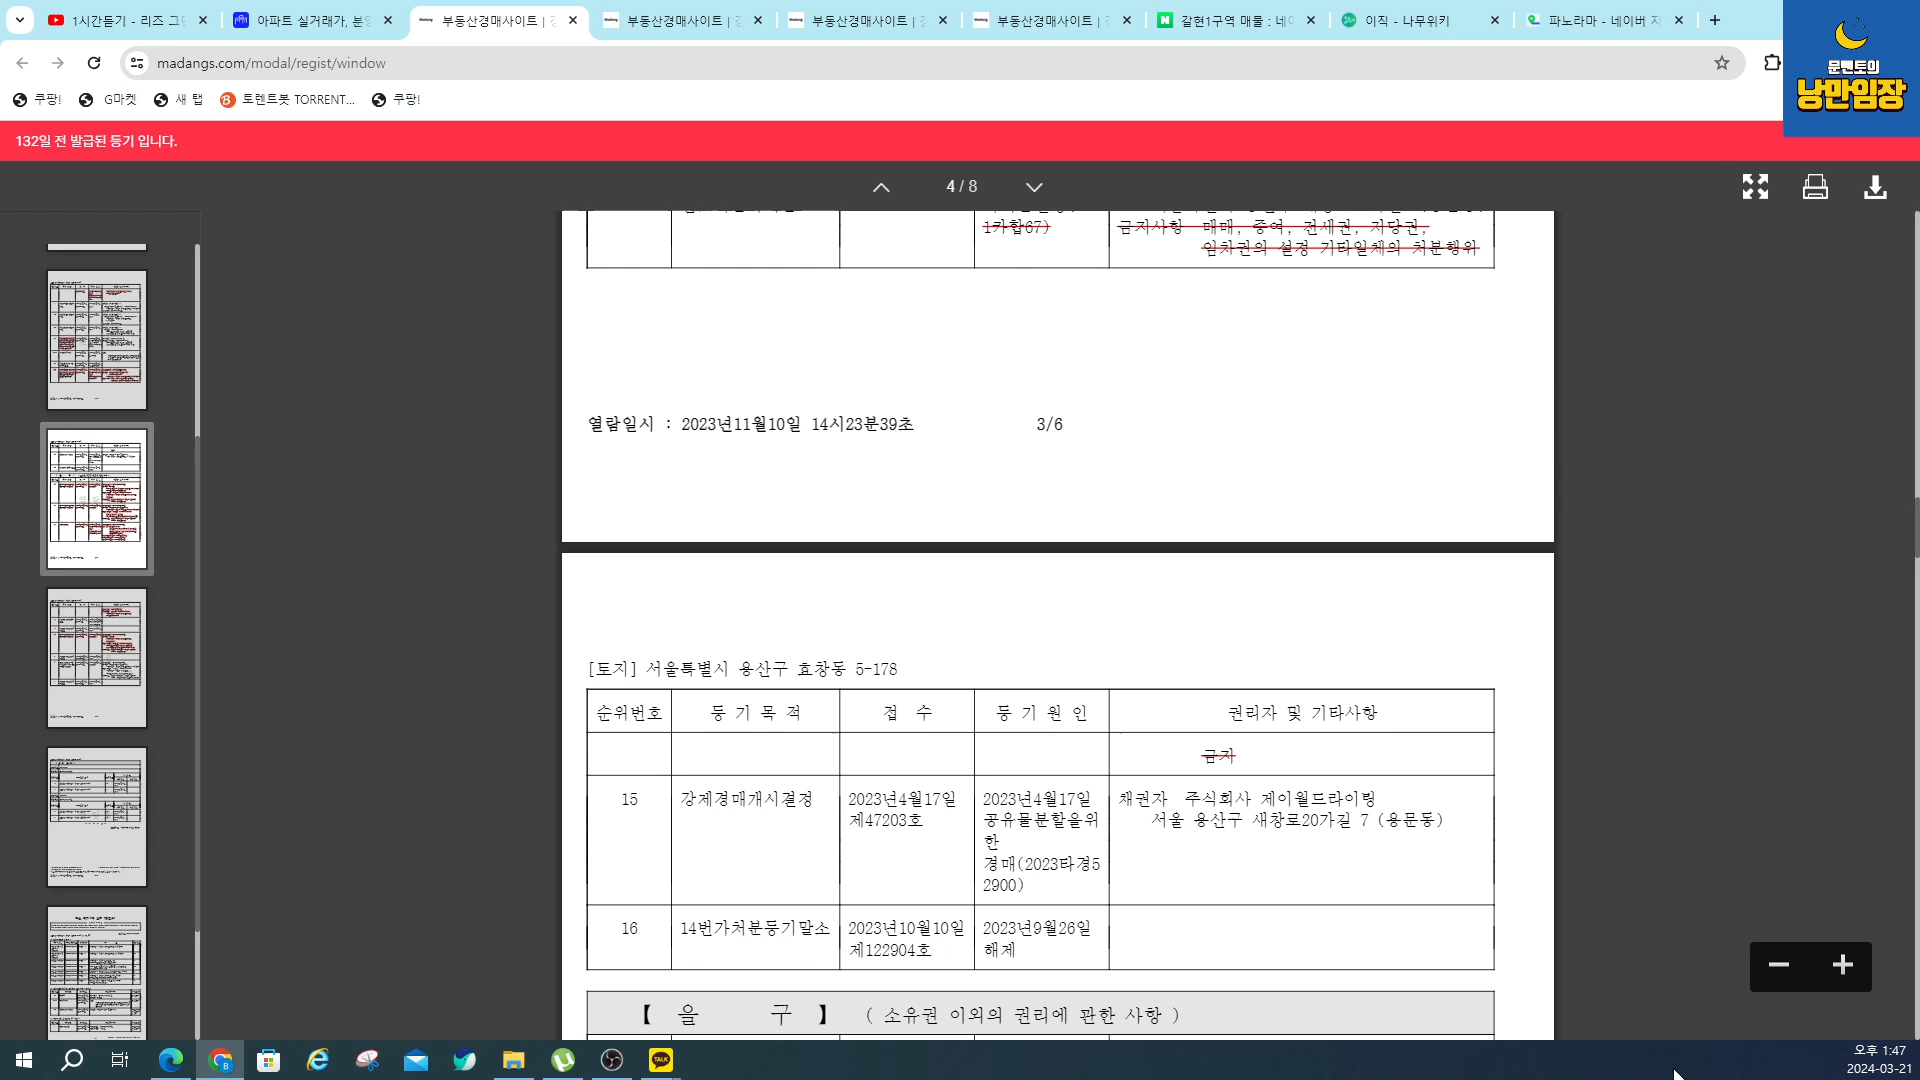 1시간듣기 - 리즈 그
아파트 실거래가, 분
부동산경매사이트 |
부동산경매사이트 |
부동산경매사이트 |
부동산경매사이트 |
갈현1구역 매물 : 네
이직 - 나무위키
파노라마 - 네이버 지
madangs.com/modal/regist/window
쿠팡!
G마켓
새 탭
토렌트봇 TORRENT...
쿠팡!
문멘토의
낭만임장
132일 전 발급된 등기 입니다.
4 / 8
1카합67)
금지사항 매매, 증여, 전세권, 저당권,
임차권의 설정 기타일체의 처분행위
열람일시 : 2023년11월10일 14시23분39초
3/6
[토지] 서울특별시 용산구 효창동 5-178
순위번호
등 기 목 적
접 수
등 기 원 인
권리자 및 기타사항
금지
15
강제경매개시결정
2023년4월17일
제47203호
2023년4월17일
공유물분할을위
한
경매(2023타경5
2900)
채권자 주식회사 제이월드라이빙
서울 용산구 새창로20가길 7 (용문동)
16
14번가처분등기말소
2023년10월10일
제122904호
2023년9월26일
해제
【 을 구 】 ( 소유권 이외의 권리에 관한 사항 )
TALK
오후 1:47
2024-03-21